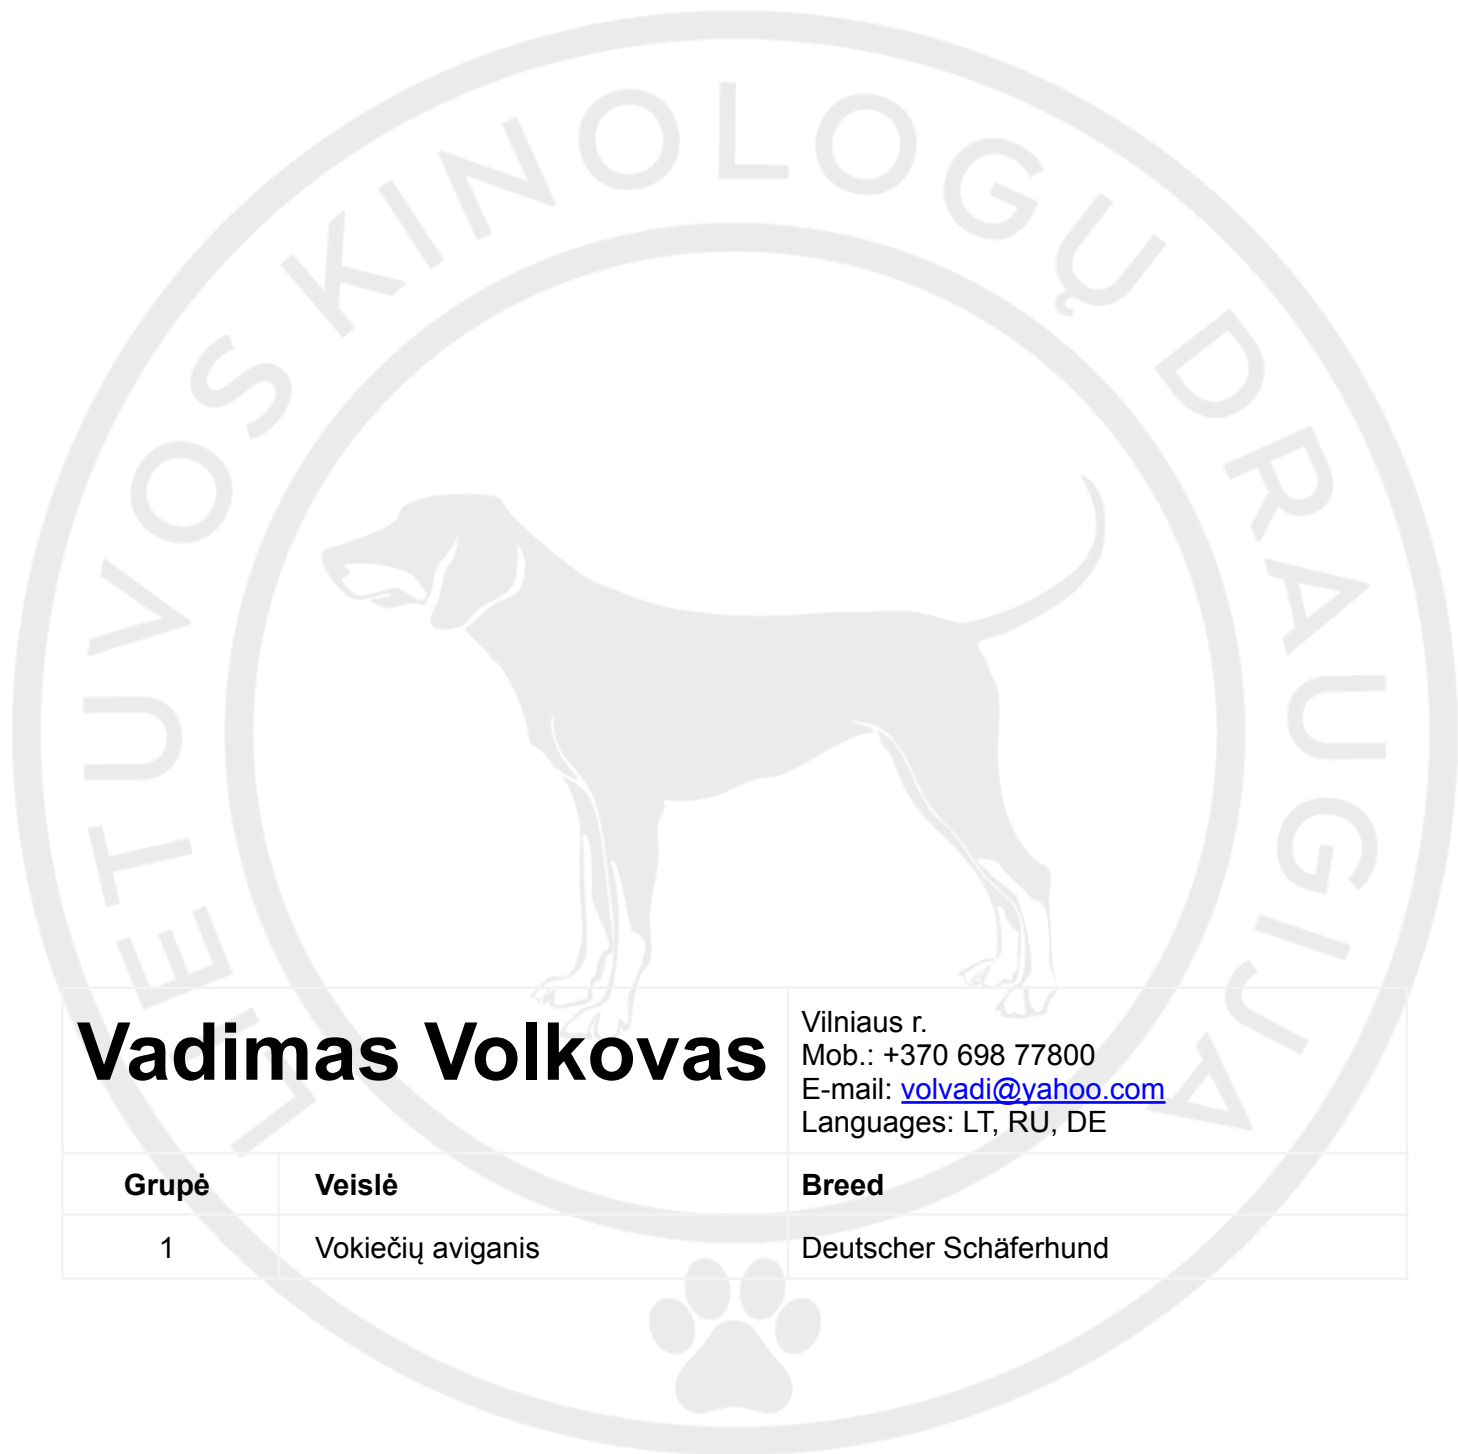 LIETUVOS KINOLOGŲ DRAUGIJA
Vadimas Volkovas
Vilniaus r.
Mob.: +370 698 77800
E-mail: volvadi@yahoo.com
Languages: LT, RU, DE
Grupė Veislė Breed
1 Vokiečių aviganis Deutscher Schäferhund